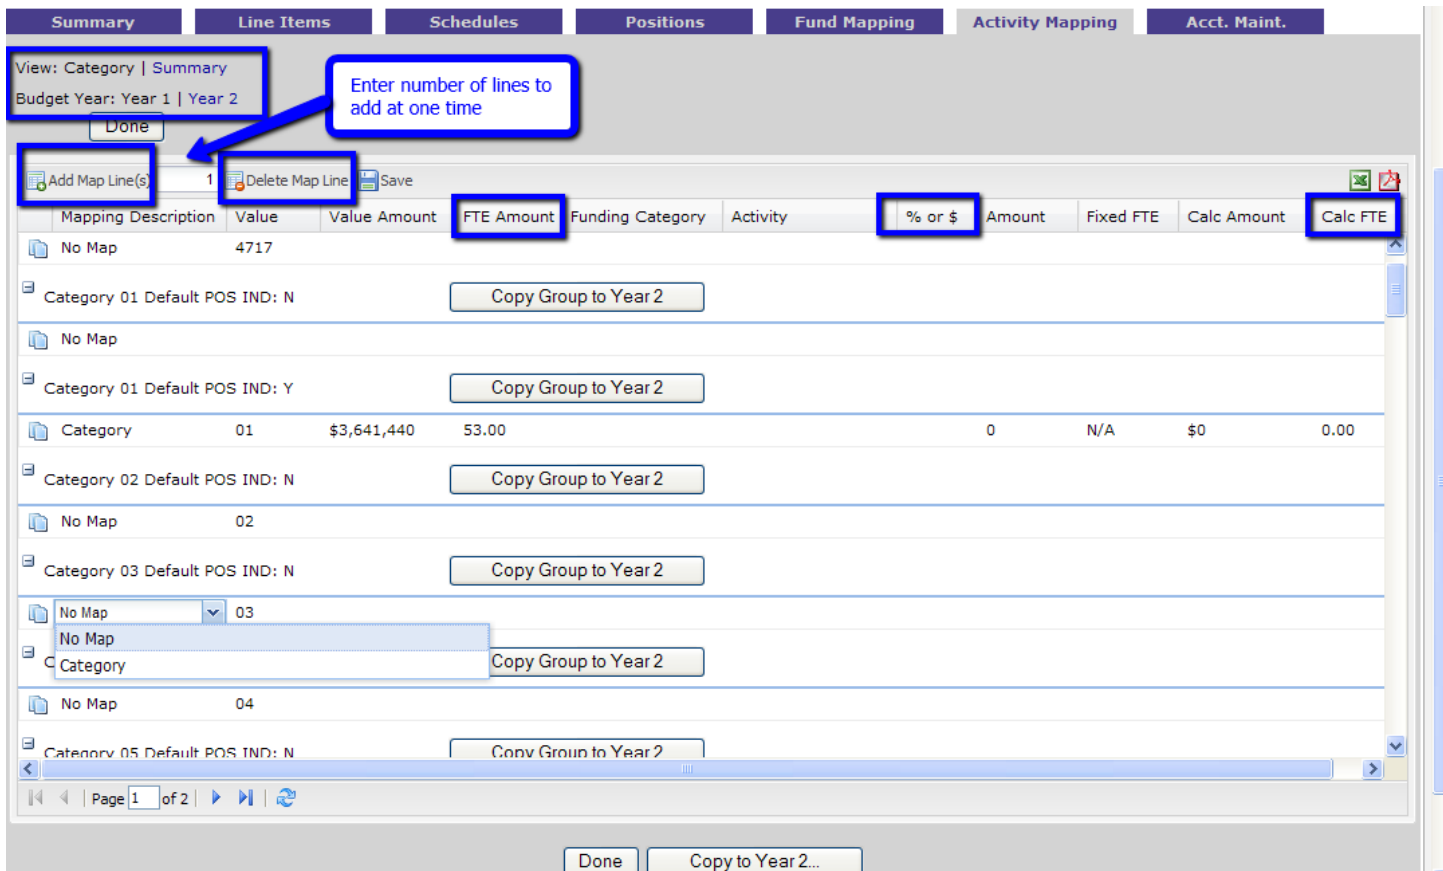 Summary Line Items Schedules Positions Fund Mapping Activity Mapping Acct. Maint.
View: Category | Summary
Budget Year: Year 1 | Year 2
Done
Enter number of lines to
add at one time
Add Map Line(s) 1 Delete Map Line Save
Mapping Description Value Value Amount FTE Amount Funding Category Activity % or $ Amount Fixed FTE Calc Amount Calc FTE
No Map 4717
Category 01 Default POS IND: N Copy Group to Year 2
No Map
Category 01 Default POS IND: Y Copy Group to Year 2
Category 01 $3,641,440 53.00 0 N/A $0 0.00
Category 02 Default POS IND: N Copy Group to Year 2
No Map 02
Category 03 Default POS IND: N Copy Group to Year 2
No Map 03
No Map
Category
Copy Group to Year 2
No Map 04
Category 05 Default POS IND: N Copy Group to Year 2
Page 1 of 2
Done Copy to Year 2...